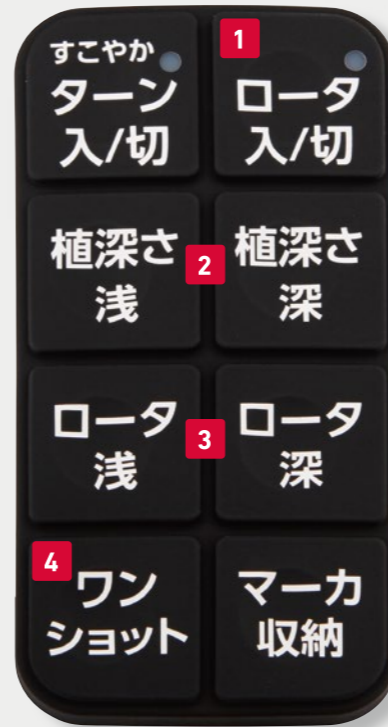 すこやか
ターン
入/切
1
ロータ
入/切
植深さ
浅
2
植深さ
深
ロータ
浅
3
ロータ
深
4
ワン
ショット
マーカ
収納